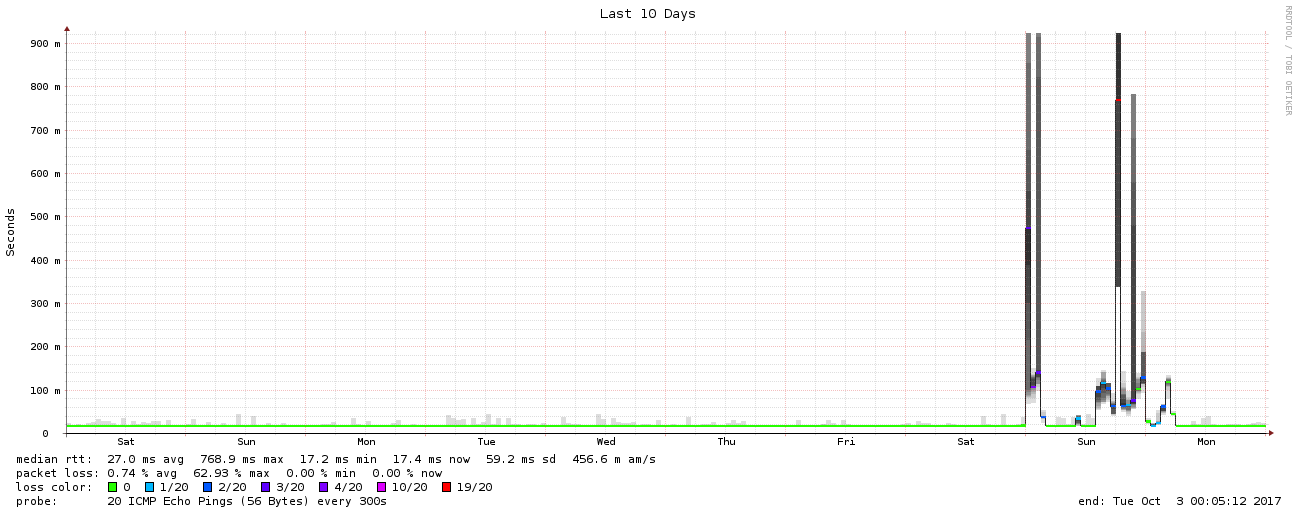 Last 10 Days
RRDTOOL / TOBI OETIKER
Seconds
900 m
800 m
700 m
600 m
500 m
400 m
300 m
200 m
100 m
0
Sat Sun Mon Tue Wed Thu Fri Sat Sun Mon
median rtt: 27.0 ms avg 768.9 ms max 17.2 ms min 17.4 ms now 59.2 ms sd 456.6 m am/s
packet loss: 0.74 % avg 62.93 % max 0.00 % min 0.00 % now
loss color: 0 1/20 2/20 3/20 4/20 10/20 19/20
probe: 20 ICMP Echo Pings (56 Bytes) every 300s end: Tue Oct 3 00:05:12 2017